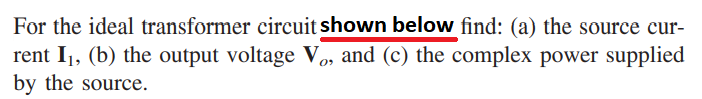 For the ideal transformer circuit shown below find: (a) the source cur-
rent I₁, (b) the output voltage Vₒ, and (c) the complex power supplied
by the source.